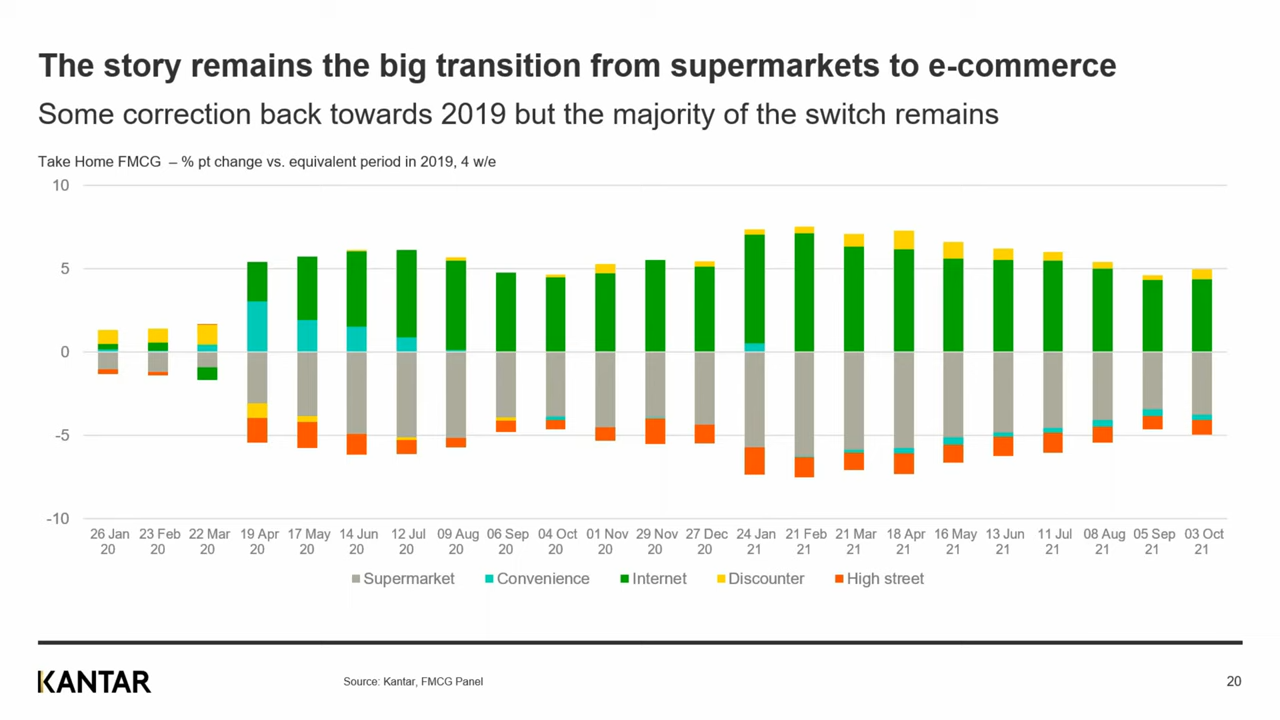 The story remains the big transition from supermarkets to e-commerce
Some correction back towards 2019 but the majority of the switch remains
Take Home FMCG – % pt change vs. equivalent period in 2019, 4 w/e
10
5
0
-5
-10
26 Jan 23 Feb 22 Mar 19 Apr 17 May 14 Jun 12 Jul 09 Aug 06 Sep 04 Oct 01 Nov 29 Nov 27 Dec 24 Jan 21 Feb 21 Mar 18 Apr 16 May 13 Jun 11 Jul 08 Aug 05 Sep 03 Oct
20 20 20 20 20 20 20 20 20 20 20 20 20 21 21 21 21 21 21 21 21 21 21
Supermarket Convenience Internet Discounter High street
KANTAR
Source: Kantar, FMCG Panel
20